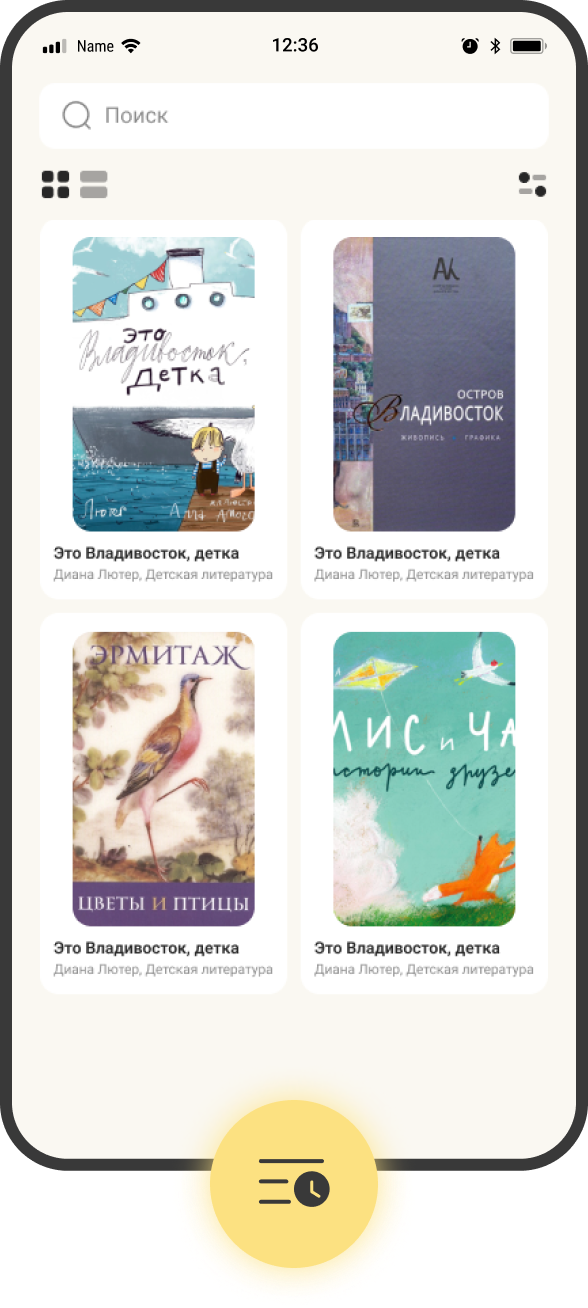 Name
12:36
Поиск
Это
Владивосток,
детка
Лютер
Алла
Это Владивосток, детка
Диана Лютер, Детская литература
АК
ОСТРОВ
ВЛАДИВОСТОК
ЖИВОПИСЬ ГРАФИКА
Это Владивосток, детка
Диана Лютер, Детская литература
ЭРМИТАЖ
ЦВЕТЫ И ПТИЦЫ
Это Владивосток, детка
Диана Лютер, Детская литература
ЛИС и ЧА
истории друзе
Это Владивосток, детка
Диана Лютер, Детская литература